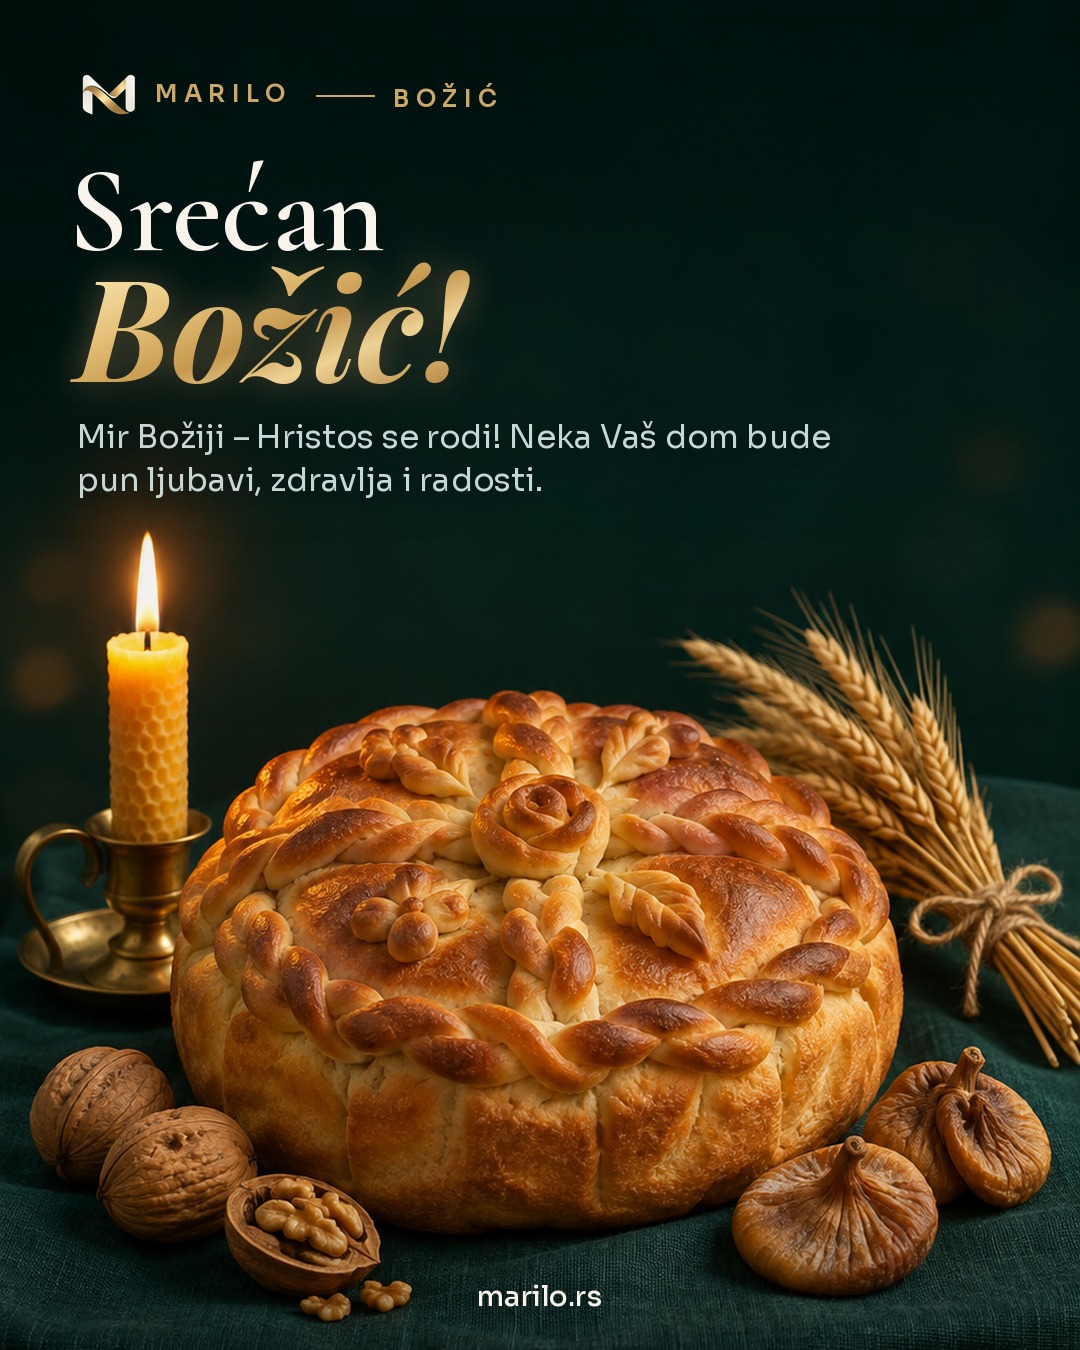 MARILO — BOŽIĆ
Srećan
Božić!
Mir Božiji – Hristos se rodi! Neka Vaš dom bude
pun ljubavi, zdravlja i radosti.
marilo.rs